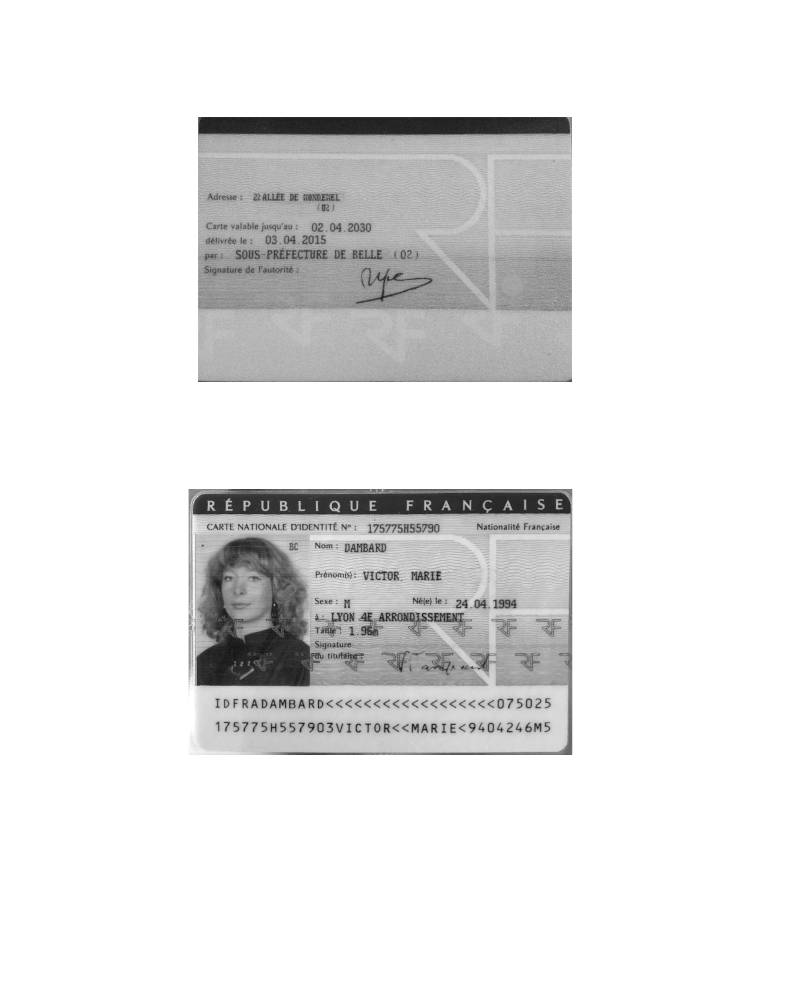 Adresse : 22 ALLÉE DE
(02)
Carte valable jusqu'au : 02.04.2030
délivrée le : 03.04.2015
par : SOUS-PRÉFECTURE DE BELLE (02)
Signature de l'autorité :
RÉPUBLIQUE FRANÇAISE
CARTE NATIONALE D'IDENTITÉ N° : 175775H55790 Nationalité Française
BC Nom : DAMBARD
Prénom(s) : VICTOR, MARIE
Sexe : M Né(e) le : 24.04.1994
à : LYON 4E ARRONDISSEMENT
Taille : 1.96m
Signature
du titulaire :
IDFRADAMBARD<<<<<<<<<<<<<<<<<<075025
175775H557903VICTOR<<MARIE<9404246M5